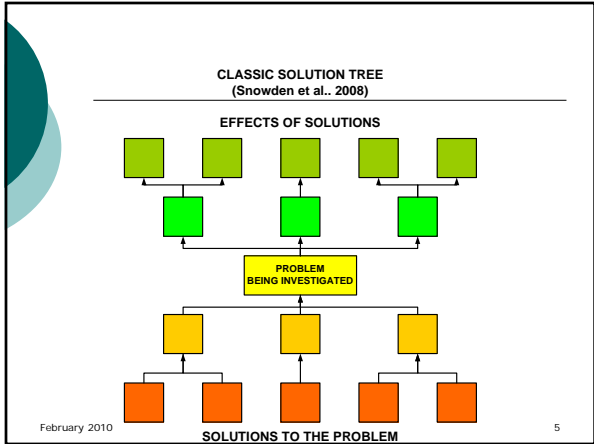 CLASSIC SOLUTION TREE
(Snowden et al.. 2008)
EFFECTS OF SOLUTIONS
PROBLEM
BEING INVESTIGATED
February 2010
SOLUTIONS TO THE PROBLEM
5